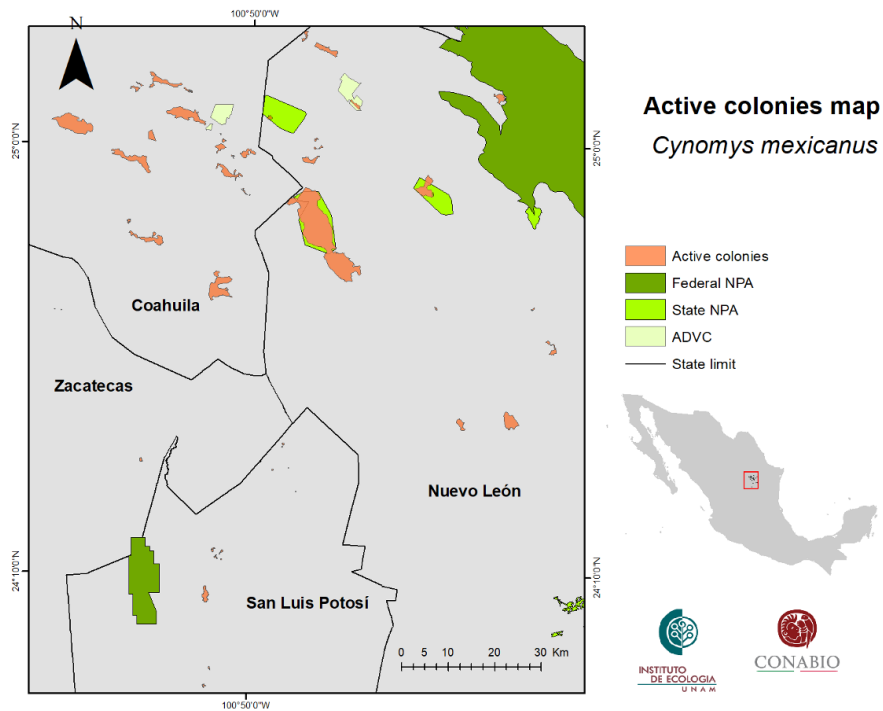 N
100°50'0"W
Active colonies map
Cynomys mexicanus
25°0'0"N
25°0'0"N
Active colonies
Federal NPA
State NPA
ADVC
State limit
Coahuila
Zacatecas
Nuevo León
San Luis Potosí
24°10'0"N
24°10'0"N
0 5 10 20 30 Km
100°50'0"W
INSTITUTO
DE ECOLOGIA
UNAM
CONABIO